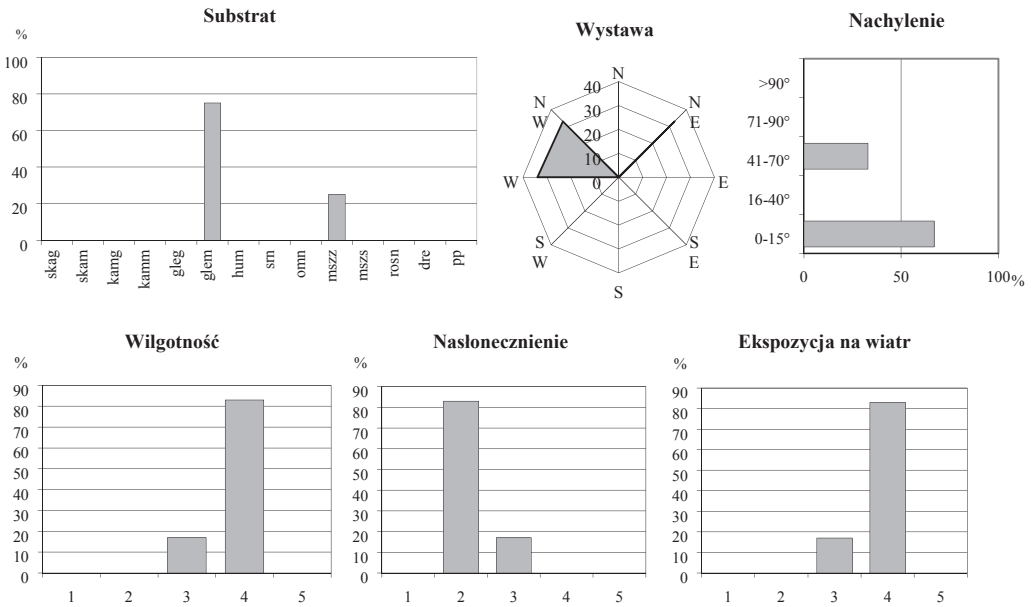 Substrat
%
100
80
60
40
20
0
skag
skam
kamg
kamm
gleg
glem
hum
srn
omn
mszz
mszs
rosn
dre
pp
Wystawa
N
N E
E
S E
S
S W
W
N W
40
30
20
10
0
Nachylenie
>90°
71-90°
41-70°
16-40°
0-15°
0 50 100%
Wilgotność
%
90
80
70
60
50
40
30
20
10
0
1 2 3 4 5
Nasłonecznienie
%
90
80
70
60
50
40
30
20
10
0
1 2 3 4 5
Ekspozycja na wiatr
%
90
80
70
60
50
40
30
20
10
0
1 2 3 4 5